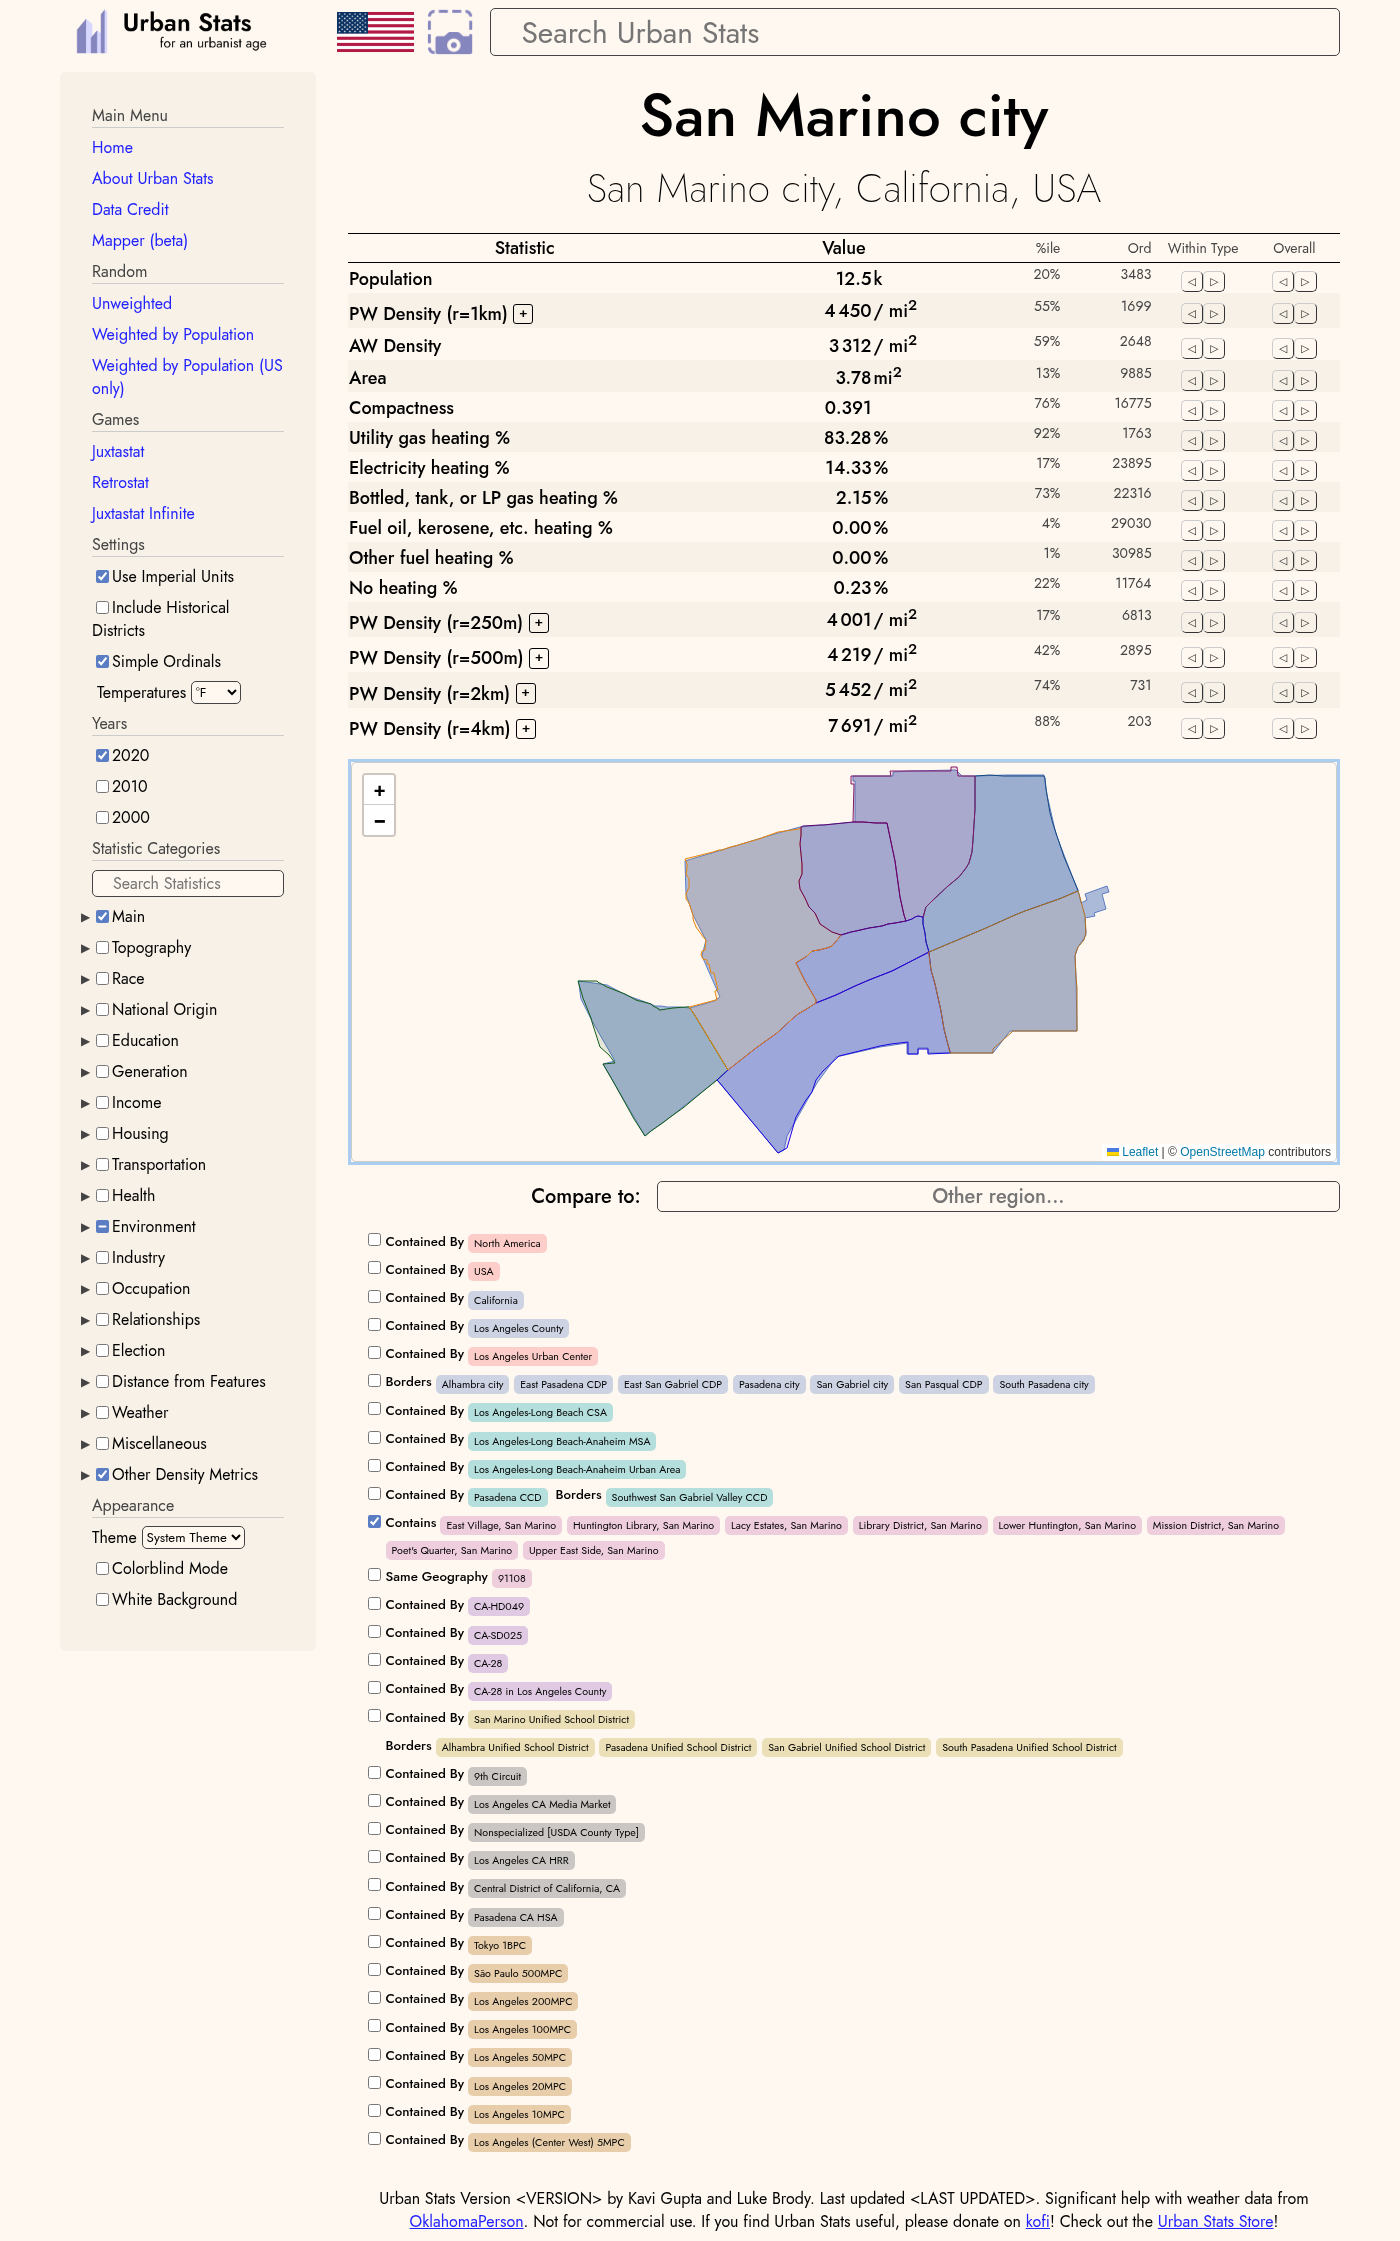 Urban Stats
for an urbanist age
Search Urban Stats
Main Menu
Home
About Urban Stats
Data Credit
Mapper (beta)
Random
Unweighted
Weighted by Population
Weighted by Population (US
only)
Games
Juxtastat
Retrostat
Juxtastat Infinite
Settings
Use Imperial Units
Include Historical
Districts
Simple Ordinals
Temperatures °F
Years
2020
2010
2000
Statistic Categories
Search Statistics
Main
Topography
Race
National Origin
Education
Generation
Income
Housing
Transportation
Health
Environment
Industry
Occupation
Relationships
Election
Distance from Features
Weather
Miscellaneous
Other Density Metrics
Appearance
Theme System Theme
Colorblind Mode
White Background
San Marino city
San Marino city, California, USA
Statistic Value %ile Ord Within Type Overall
Population 12.5k 20% 3483
PW Density (r=1km) + 4 450 / mi² 55% 1699
AW Density 3 312 / mi² 59% 2648
Area 3.78 mi² 13% 9885
Compactness 0.391 76% 16775
Utility gas heating % 83.28% 92% 1763
Electricity heating % 14.33% 17% 23895
Bottled, tank, or LP gas heating % 2.15% 73% 22316
Fuel oil, kerosene, etc. heating % 0.00% 4% 29030
Other fuel heating % 0.00% 1% 30985
No heating % 0.23% 22% 11764
PW Density (r=250m) + 4 001 / mi² 17% 6813
PW Density (r=500m) + 4 219 / mi² 42% 2895
PW Density (r=2km) + 5 452 / mi² 74% 731
PW Density (r=4km) + 7 691 / mi² 88% 203
+
−
Leaflet | © OpenStreetMap contributors
Compare to: Other region...
Contained By North America
Contained By USA
Contained By California
Contained By Los Angeles County
Contained By Los Angeles Urban Center
Borders Alhambra city East Pasadena CDP East San Gabriel CDP Pasadena city San Gabriel city San Pasqual CDP South Pasadena city
Contained By Los Angeles-Long Beach CSA
Contained By Los Angeles-Long Beach-Anaheim MSA
Contained By Los Angeles-Long Beach-Anaheim Urban Area
Contained By Pasadena CCD Borders Southwest San Gabriel Valley CCD
Contains East Village, San Marino Huntington Library, San Marino Lacy Estates, San Marino Library District, San Marino Lower Huntington, San Marino Mission District, San Marino
Poet's Quarter, San Marino Upper East Side, San Marino
Same Geography 91108
Contained By CA-HD049
Contained By CA-SD025
Contained By CA-28
Contained By CA-28 in Los Angeles County
Contained By San Marino Unified School District
Borders Alhambra Unified School District Pasadena Unified School District San Gabriel Unified School District South Pasadena Unified School District
Contained By 9th Circuit
Contained By Los Angeles CA Media Market
Contained By Nonspecialized [USDA County Type]
Contained By Los Angeles CA HRR
Contained By Central District of California, CA
Contained By Pasadena CA HSA
Contained By Tokyo 1BPC
Contained By São Paulo 500MPC
Contained By Los Angeles 200MPC
Contained By Los Angeles 100MPC
Contained By Los Angeles 50MPC
Contained By Los Angeles 20MPC
Contained By Los Angeles 10MPC
Contained By Los Angeles (Center West) 5MPC
Urban Stats Version <VERSION> by Kavi Gupta and Luke Brody. Last updated <LAST UPDATED>. Significant help with weather data from
OklahomaPerson. Not for commercial use. If you find Urban Stats useful, please donate on kofi! Check out the Urban Stats Store!